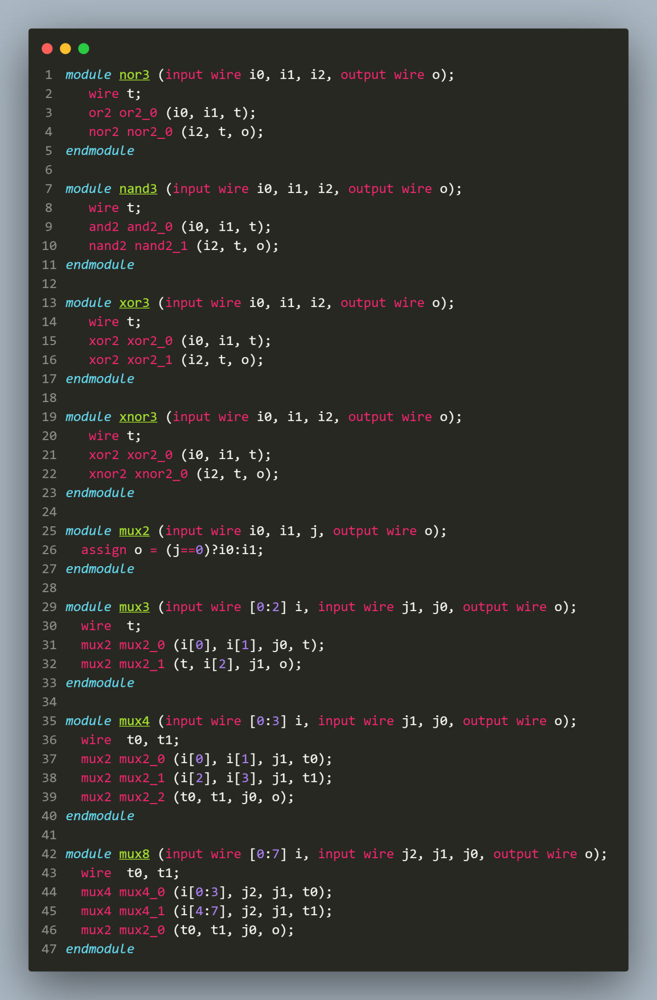 1 module nor3 (input wire i0, i1, i2, output wire o);
2    wire t;
3    or2 or2_0 (i0, i1, t);
4    nor2 nor2_0 (i2, t, o);
5 endmodule
6
7 module nand3 (input wire i0, i1, i2, output wire o);
8    wire t;
9    and2 and2_0 (i0, i1, t);
10    nand2 nand2_1 (i2, t, o);
11 endmodule
12
13 module xor3 (input wire i0, i1, i2, output wire o);
14    wire t;
15    xor2 xor2_0 (i0, i1, t);
16    xor2 xor2_1 (i2, t, o);
17 endmodule
18
19 module xnor3 (input wire i0, i1, i2, output wire o);
20    wire t;
21    xor2 xor2_0 (i0, i1, t);
22    xnor2 xnor2_0 (i2, t, o);
23 endmodule
24
25 module mux2 (input wire i0, i1, j, output wire o);
26   assign o = (j==0)?i0:i1;
27 endmodule
28
29 module mux3 (input wire [0:2] i, input wire j1, j0, output wire o);
30   wire  t;
31   mux2 mux2_0 (i[0], i[1], j0, t);
32   mux2 mux2_1 (t, i[2], j1, o);
33 endmodule
34
35 module mux4 (input wire [0:3] i, input wire j1, j0, output wire o);
36   wire  t0, t1;
37   mux2 mux2_0 (i[0], i[1], j1, t0);
38   mux2 mux2_1 (i[2], i[3], j1, t1);
39   mux2 mux2_2 (t0, t1, j0, o);
40 endmodule
41
42 module mux8 (input wire [0:7] i, input wire j2, j1, j0, output wire o);
43   wire  t0, t1;
44   mux4 mux4_0 (i[0:3], j2, j1, t0);
45   mux4 mux4_1 (i[4:7], j2, j1, t1);
46   mux2 mux2_0 (t0, t1, j0, o);
47 endmodule